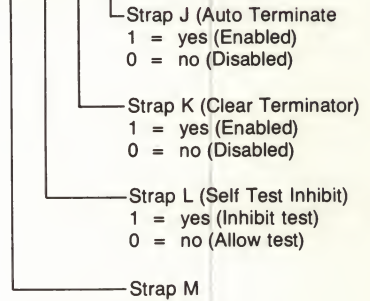 Strap J (Auto Terminate
1 = yes (Enabled)
0 = no (Disabled)
Strap K (Clear Terminator)
1 = yes (Enabled)
0 = no (Disabled)
Strap L (Self Test Inhibit)
1 = yes (Inhibit test)
0 = no (Allow test)
Strap M